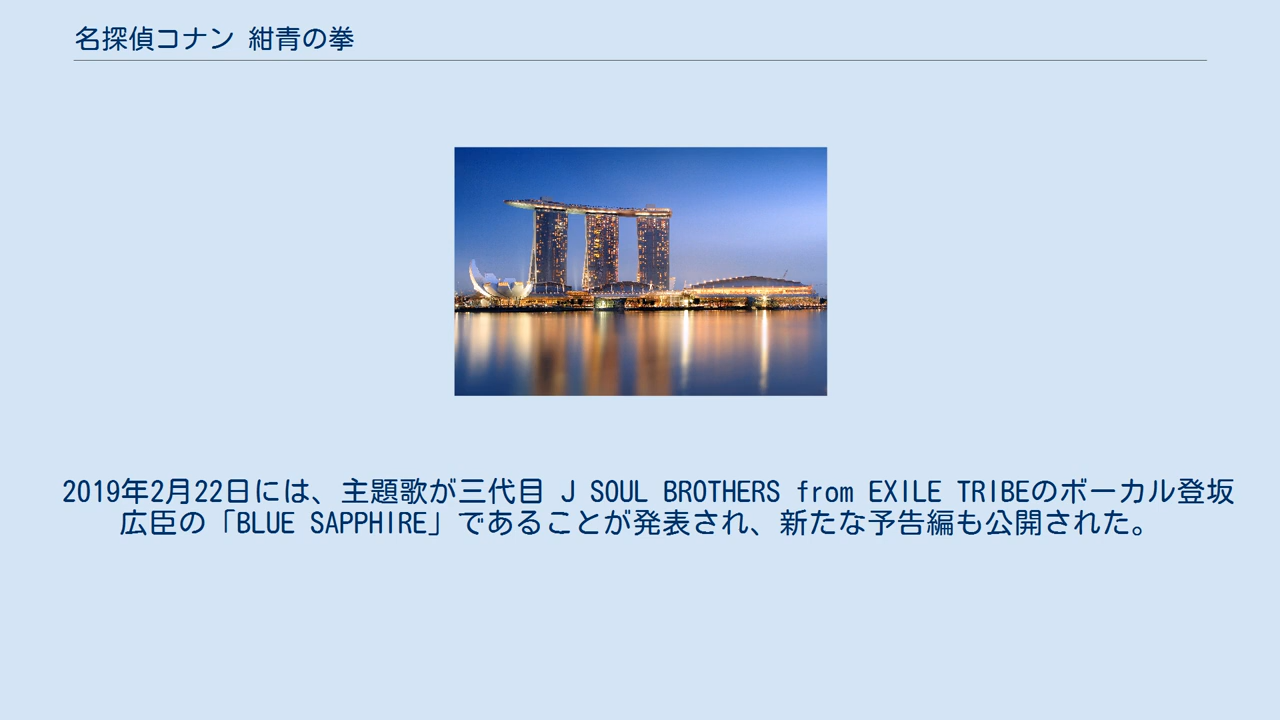 名探偵コナン 紺青の拳
2019年2月22日には、主題歌が三代目 J SOUL BROTHERS from EXILE TRIBEのボーカル登坂
広臣の「BLUE SAPPHIRE」であることが発表され、新たな予告編も公開された。